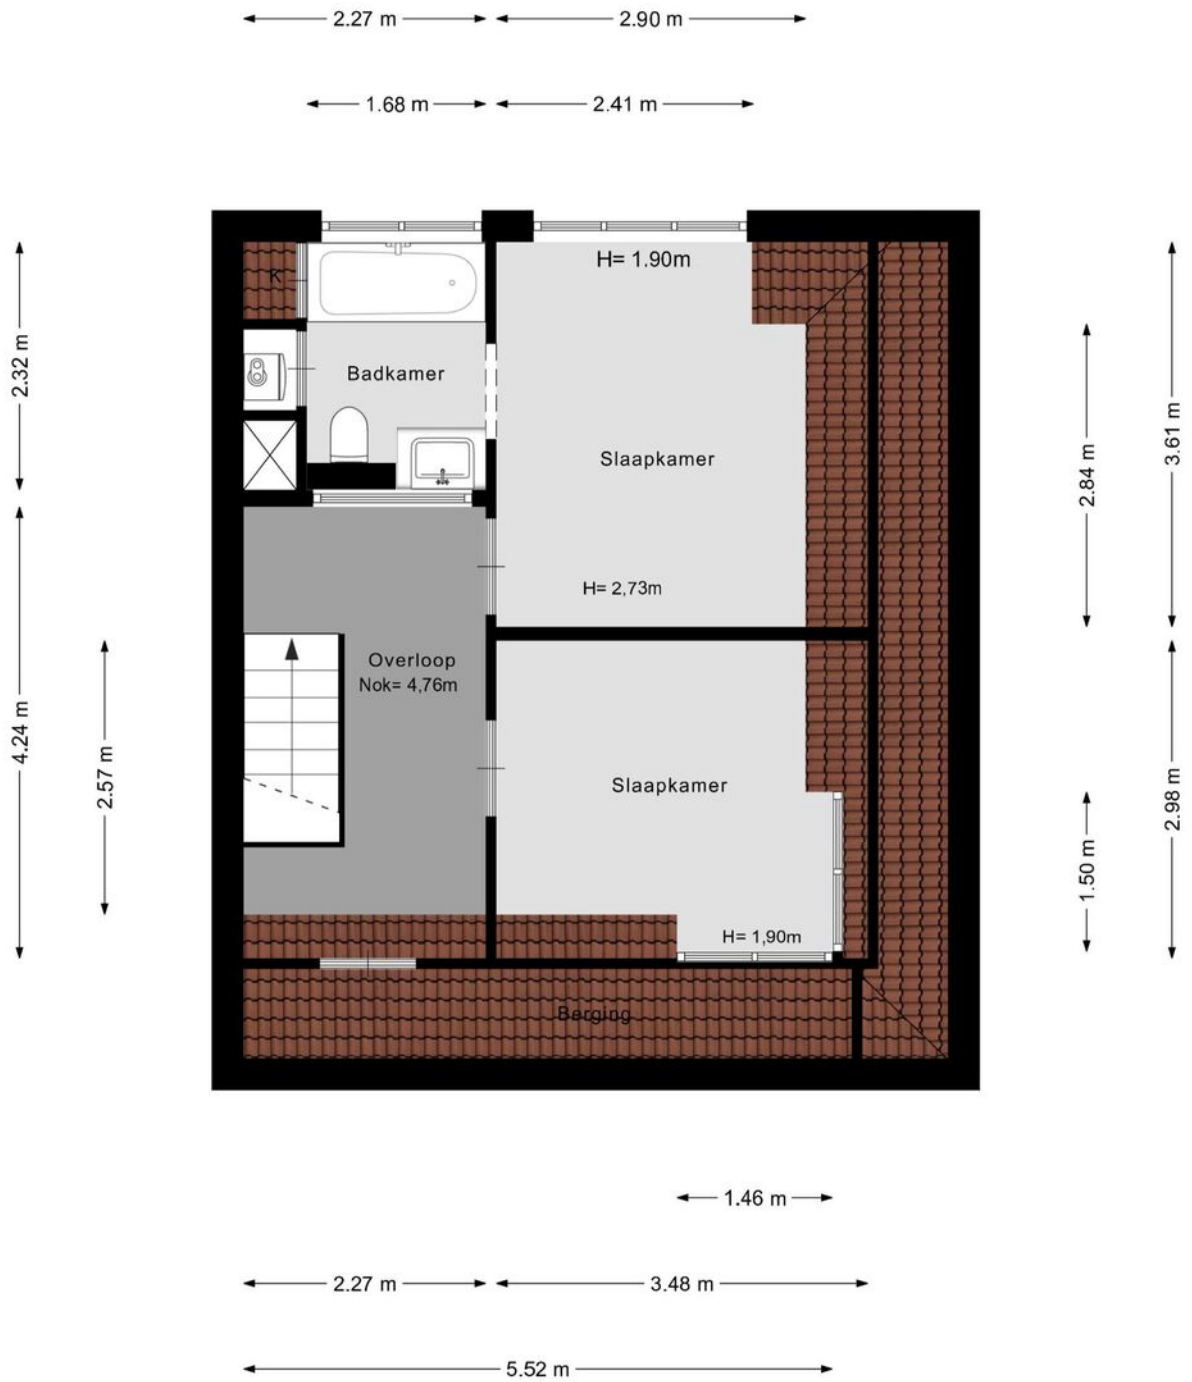 2.27 m
2.90 m
1.68 m
2.41 m
H= 1.90m
K
2.32 m
Badkamer
Slaapkamer
3.61 m
2.84 m
H= 2,73m
Overloop
Nok= 4,76m
4.24 m
2.57 m
Slaapkamer
2.98 m
1.50 m
H= 1,90m
Berging
1.46 m
2.27 m
3.48 m
5.52 m